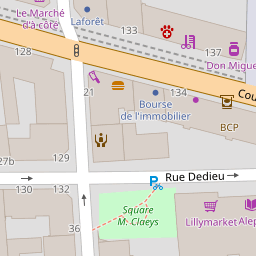 Le Marché
d'à-côté
Laforêt
133
137
Don Migue
128
21
134
Cou
Bourse
de l'immobilier
BCP
129
27b
Rue Dedieu
130
132
Square
M. Claeys
36
Lillymarket
Alep